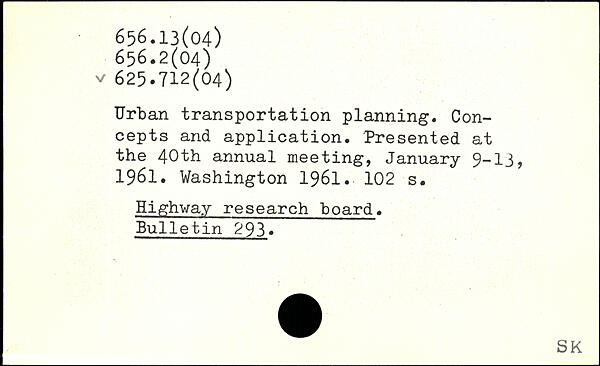 656.13(04)
656.2(04)
✓ 625.712(04)
Urban transportation planning. Con-
cepts and application. Presented at
the 40th annual meeting, January 9-13,
1961. Washington 1961. 102 s.
Highway research board.
Bulletin 293.
SK